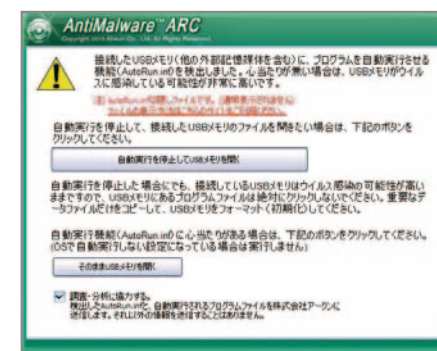 AntiMalware™ ARC
接続したUSBメモリ(他の外部記憶媒体を含む)に、プログラムを自動実行させる
機能(AutoRun.inf)を検出しました。心当たりが無い場合は、USBメモリがウイル
スに感染している可能性が非常に高いです。
自動実行を停止して、接続したUSBメモリのファイルを開きたい場合は、下記のボタンを
クリックしてください。
自動実行を停止してUSBメモリを開く
自動実行を停止した場合にでも、接続しているUSBメモリはウイルス感染の可能性が高い
ままですので、USBメモリにあるプログラムファイルは絶対にクリックしないでください。重要なデ
ータファイルだけをコピーして、USBメモリをフォーマット(初期化)してください。
自動実行機能(AutoRun.inf)に心当たりがある場合は、下記のボタンをクリックしてください。
(OSで自動実行しない設定になっている場合は実行しません)
そのままUSBメモリを開く
調査・分析に協力する。
検出したAutoRun.infと、自動実行されるプログラムファイルを株式会社アークンに
送信します。それ以外の情報を送信することはありません。